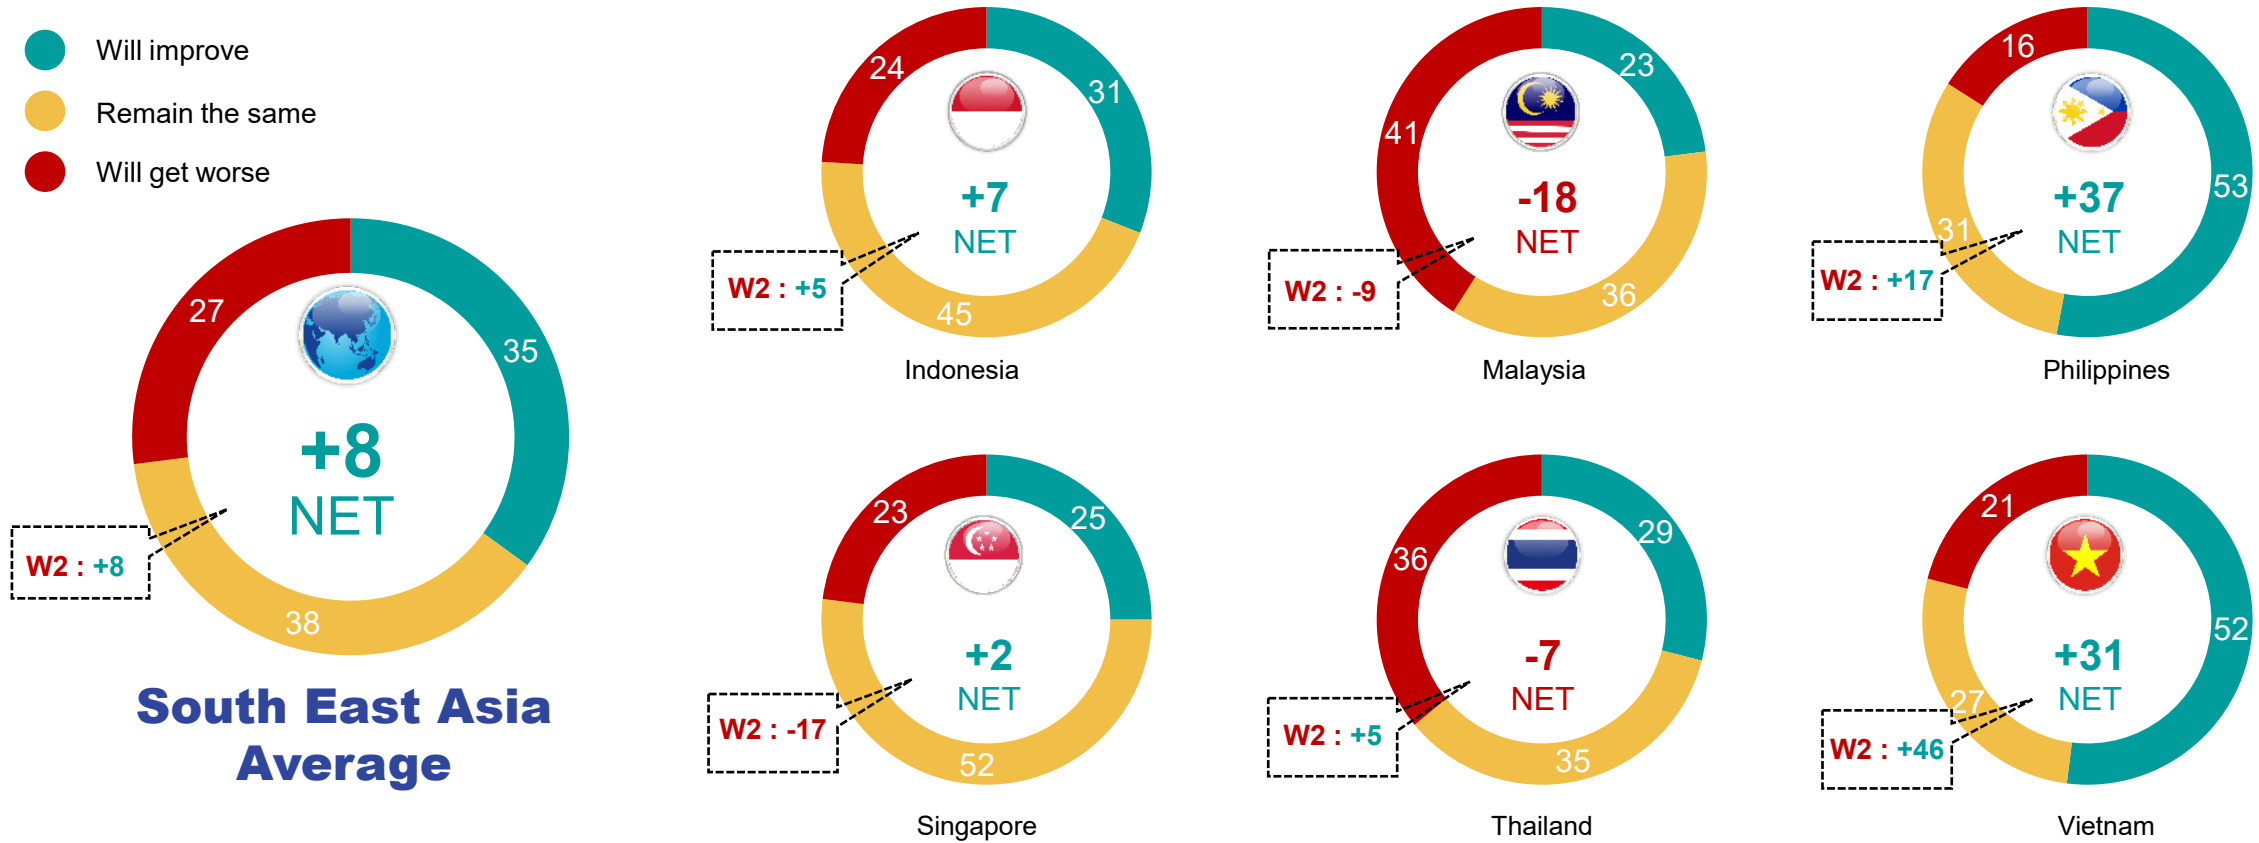 Will improve
Remain the same
Will get worse
27
35
38
+8
NET
W2 : +8
South East Asia
Average
24
31
45
+7
NET
W2 : +5
Indonesia
41
23
36
-18
NET
W2 : -9
Malaysia
16
53
31
+37
NET
W2 : +17
Philippines
23
25
52
+2
NET
W2 : -17
Singapore
36
29
35
-7
NET
W2 : +5
Thailand
21
52
27
+31
NET
W2 : +46
Vietnam